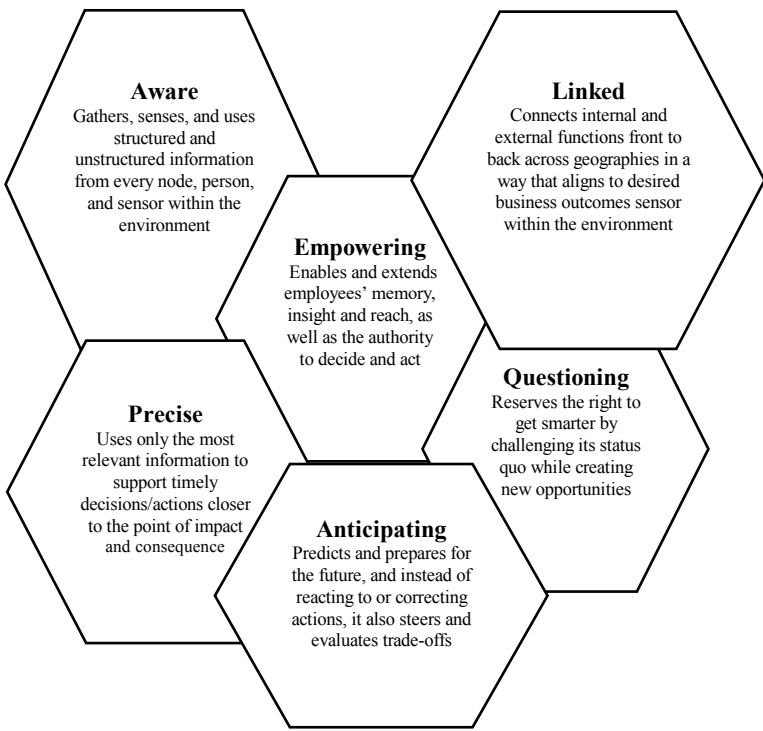 Aware
Gathers, senses, and uses
structured and
unstructured information
from every node, person,
and sensor within the
environment
Linked
Connects internal and
external functions front to
back across geographies in a
way that aligns to desired
business outcomes sensor
within the environment
Empowering
Enables and extends
employees’ memory,
insight and reach, as
well as the authority
to decide and act
Questioning
Reserves the right to
get smarter by
challenging its status
quo while creating
new opportunities
Precise
Uses only the most
relevant information to
support timely
decisions/actions closer
to the point of impact
and consequence
Anticipating
Predicts and prepares for
the future, and instead of
reacting to or correcting
actions, it also steers and
evaluates trade-offs